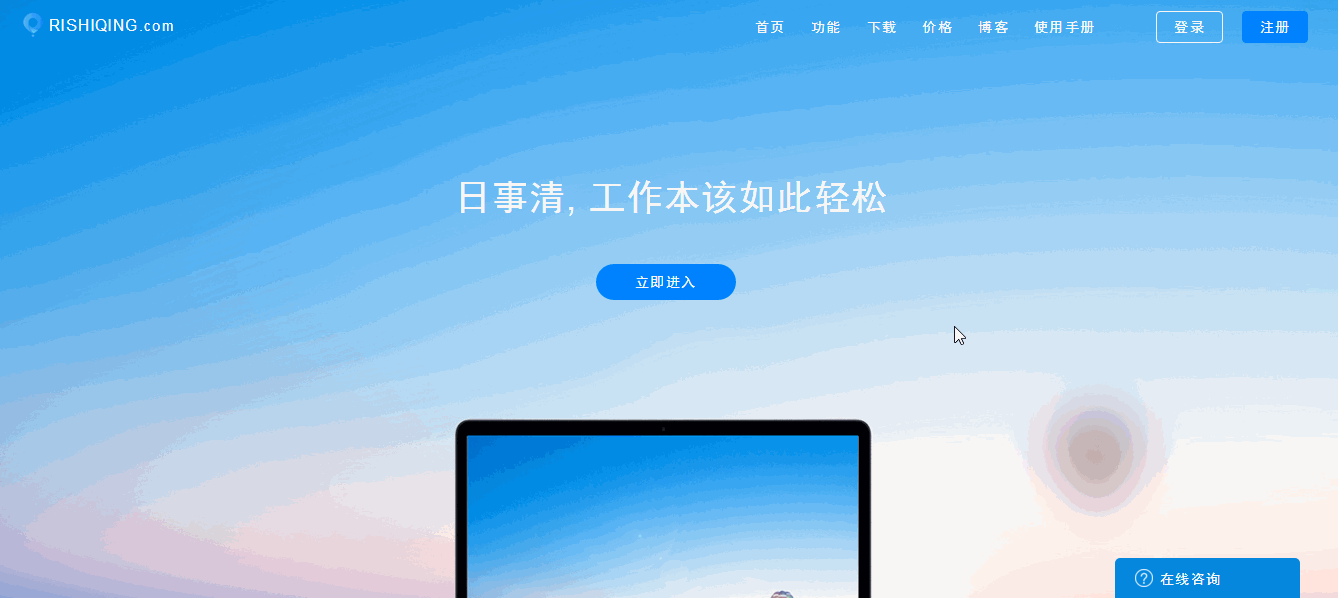 RISHIQING.com
首页 功能 下载 价格 博客 使用手册 登录 注册
日事清, 工作本该如此轻松
立即进入
? 在线咨询